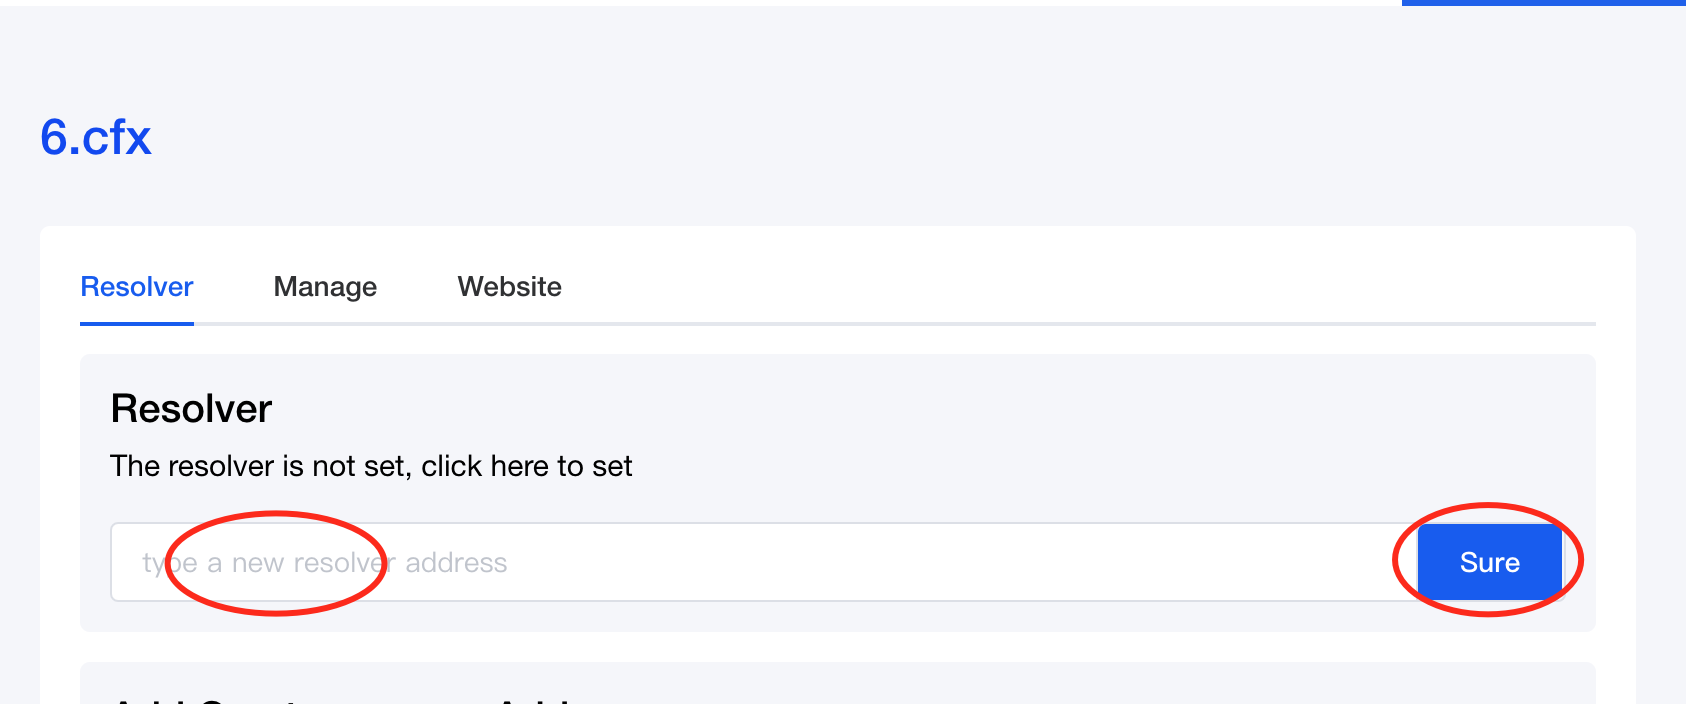 6.cfx
Resolver Manage Website
Resolver
The resolver is not set, click here to set
type a new resolver address Sure